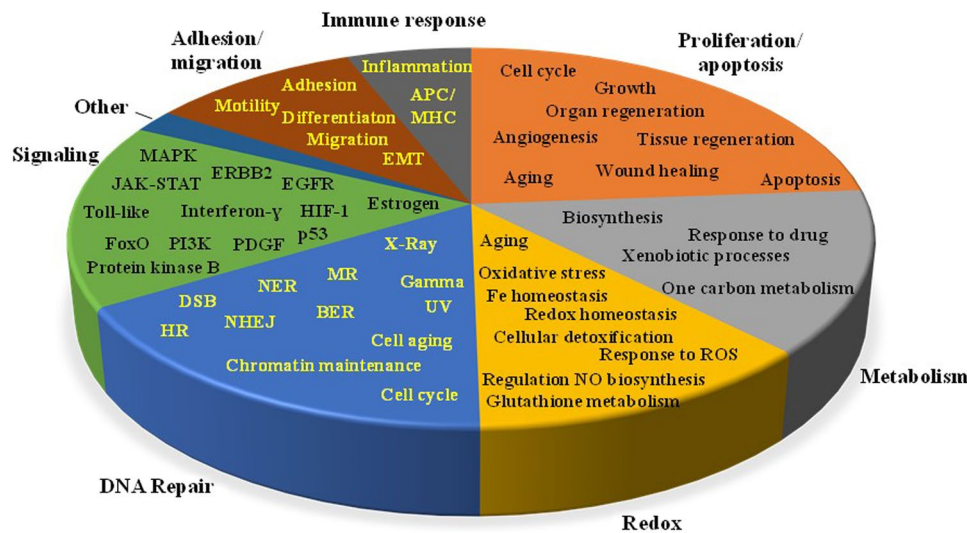 Immune response
Adhesion/
migration
Proliferation/
apoptosis
Other
Signaling
Inflammation
APC/
MHC
Adhesion
Motility
Differentiaton
Migration
EMT
Cell cycle
Growth
Organ regeneration
Angiogenesis
Tissue regeneration
Aging
Wound healing
Apoptosis
MAPK
ERBB2
JAK-STAT
EGFR
Toll-like
Interferon-ɣ
HIF-1
Estrogen
FoxO
PI3K
PDGF
p53
Protein kinase B
Biosynthesis
Response to drug
Xenobiotic processes
One carbon metabolism
Metabolism
X-Ray
NER
MR
Gamma
DSB
UV
HR
NHEJ
BER
Cell aging
Chromatin maintenance
Cell cycle
DNA Repair
Aging
Oxidative stress
Fe homeostasis
Redox homeostasis
Cellular detoxification
Response to ROS
Regulation NO biosynthesis
Glutathione metabolism
Redox